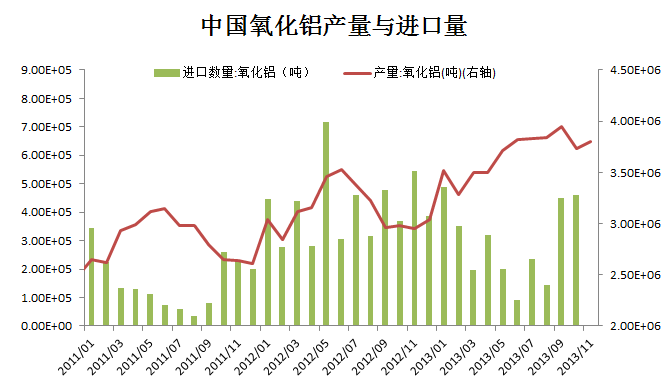 中国氧化铝产量与进口量
进口数量:氧化铝（吨）
产量:氧化铝(吨)(右轴)
9.00E+05
8.00E+05
7.00E+05
6.00E+05
5.00E+05
4.00E+05
3.00E+05
2.00E+05
1.00E+05
0.00E+00
4.50E+06
4.00E+06
3.50E+06
3.00E+06
2.50E+06
2.00E+06
2011/01
2011/03
2011/05
2011/07
2011/09
2011/11
2012/01
2012/03
2012/05
2012/07
2012/09
2012/11
2013/01
2013/03
2013/05
2013/07
2013/09
2013/11